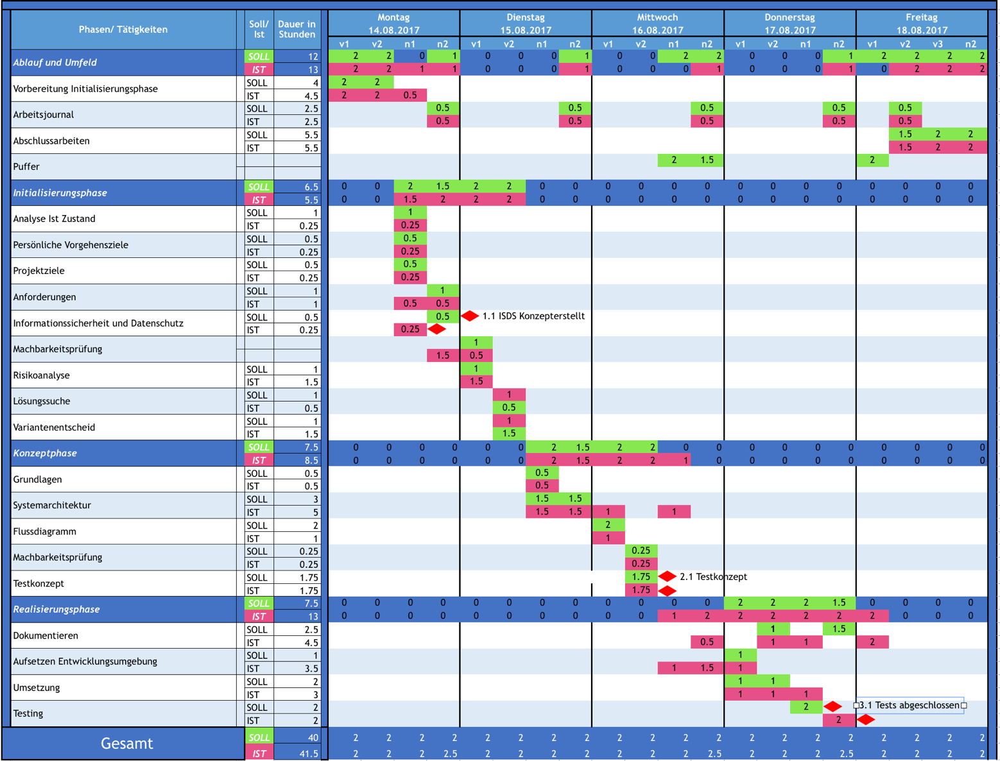 Phasen/ Tätigkeiten Soll/ Ist Dauer in Stunden Montag 14.08.2017 Dienstag 15.08.2017 Mittwoch 16.08.2017 Donnerstag 17.08.2017 Freitag 18.08.2017
v1 v2 n1 n2 v1 v2 n1 n2 v1 v2 n1 n2 v1 v2 n1 n2 v1 v2 v3 n2
Ablauf und Umfeld
SOLL 12 2 2 0 1 0 0 0 1 0 0 2 2 0 0 0 1 2 2 2 2
IST 13 2 2 1 1 0 0 0 1 0 0 0 1 0 0 0 1 0 2 2 2
Vorbereitung Initialisierungsphase
SOLL 4 2 2
IST 4.5 2 2 0.5
Arbeitsjournal
SOLL 2.5 0.5 0.5 0.5 0.5 0.5
IST 2.5 0.5 0.5 0.5 0.5 0.5
Abschlussarbeiten
SOLL 5.5 1.5 2 2
IST 5.5 1.5 2 2
Puffer 2 1.5 2
Initialisierungsphase
SOLL 6.5 0 0 2 1.5 2 2 0 0 0 0 0 0 0 0 0 0 0 0 0 0
IST 5.5 0 0 1.5 2 2 2 0 0 0 0 0 0 0 0 0 0 0 0 0 0
Analyse Ist Zustand
SOLL 1 1
IST 0.25 0.25
Persönliche Vorgehensziele
SOLL 0.5 0.5
IST 0.25 0.25
Projektziele
SOLL 0.5 0.5
IST 0.25 0.25
Anforderungen
SOLL 1 1
IST 1 0.5 0.5
Informationssicherheit und Datenschutz
SOLL 0.5 0.5 1.1 ISDS Konzepterstellt
IST 0.25 0.25
Machbarkeitsprüfung
1
1.5 0.5
Risikoanalyse
SOLL 1 1
IST 1.5 1.5
Lösungssuche
SOLL 1 1
IST 0.5 0.5
Variantenentscheid
SOLL 1 1
IST 1.5 1.5
Konzeptphase
SOLL 7.5 0 0 0 0 0 0 2 1.5 2 2 0 0 0 0 0 0 0 0 0 0
IST 8.5 0 0 0 0 0 0 2 1.5 2 2 1 0 0 0 0 0 0 0 0 0
Grundlagen
SOLL 0.5 0.5
IST 0.5 0.5
Systemarchitektur
SOLL 3 1.5 1.5
IST 5 1.5 1.5 1 1
Flussdiagramm
SOLL 2 2
IST 1 1
Machbarkeitsprüfung
SOLL 0.25 0.25
IST 0.25 0.25
Testkonzept
SOLL 1.75 1.75 2.1 Testkonzept
IST 1.75 1.75
Realisierungsphase
SOLL 7.5 0 0 0 0 0 0 0 0 0 0 0 0 2 2 2 1.5 0 0 0 0
IST 13 0 0 0 0 0 0 0 0 0 0 1 2 2 2 2 2 2 0 0 0
Dokumentieren
SOLL 2.5 1 1.5
IST 4.5 0.5 1 1 2
Aufsetzen Entwicklungsumgebung
SOLL 1 1
IST 3.5 1 1.5 1
Umsetzung
SOLL 2 1 1
IST 3 1 1 1
Testing
SOLL 2 2 3.1 Tests abgeschlossen
IST 2 2
Gesamt
SOLL 40 2 2 2 2 2 2 2 2 2 2 2 2 2 2 2 2 2 2 2 2
IST 41.5 2 2 2 2.5 2 2 2 2 2 2 2 2.5 2 2 2 2.5 2 2 2 2